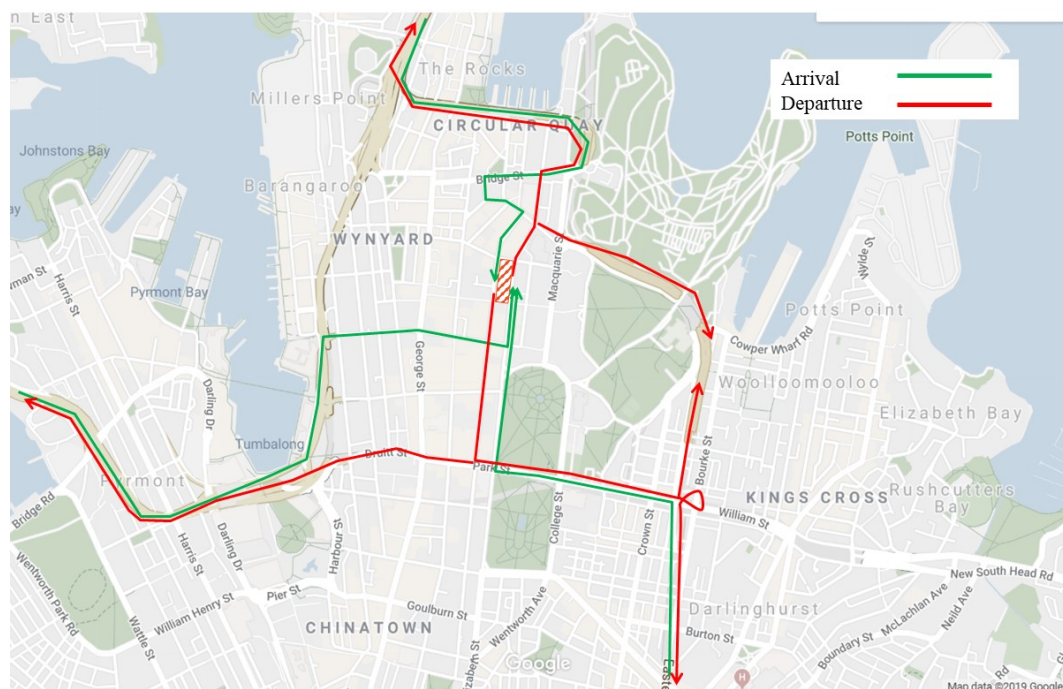 n East
Arrival
Departure
The Rocks
Millers Point
CIRCULAR QUAY
Potts Point
Johnstons Bay
Bridge St
Barangaroo
WYNYARD
Macquarie St
Wylde St
Harris St
Pyrmont Bay
Potts Point
Cowper Wharf Rd
George St
Woolloomooloo
Darling Dr
Elizabeth Bay
Tumbalong
Druitt St
Park St
Bourke St
Pyrmont
KINGS CROSS
Rushcutters
Bay
Bridge Rd
College St
Crown St
William St
Harris St
Darling Dr
Harbour St
New South Head Rd
Wentworth Park Rd
Pier St
Wentworth Ave
Neild Ave
McLachlan Ave
Wattle St
William Henry St
Goulburn St
Darlinghurst
Boundary St
CHINATOWN
Burton St
Google
Rd
Map data ©2019 Google